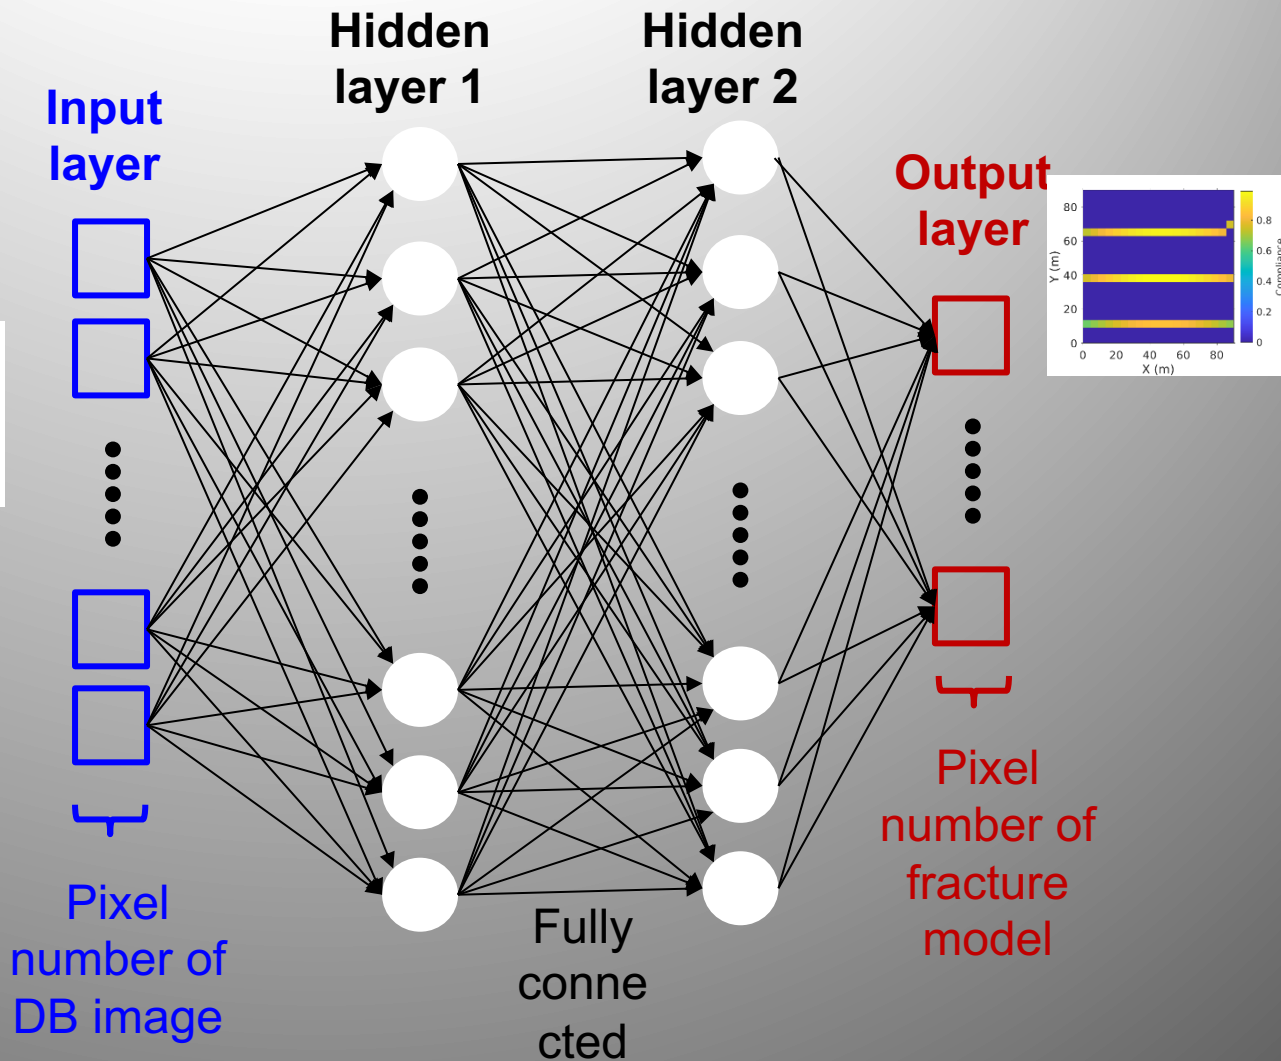 Hidden
layer 1
Hidden
layer 2
Input
layer
Output
layer
80
60
40
20
0
Y (m)
0
20
40
60
80
X (m)
0.8
0.6
0.4
0.2
0
Compliance
Pixel
number of
DB image
Fully
conne
cted
Pixel
number of
fracture
model